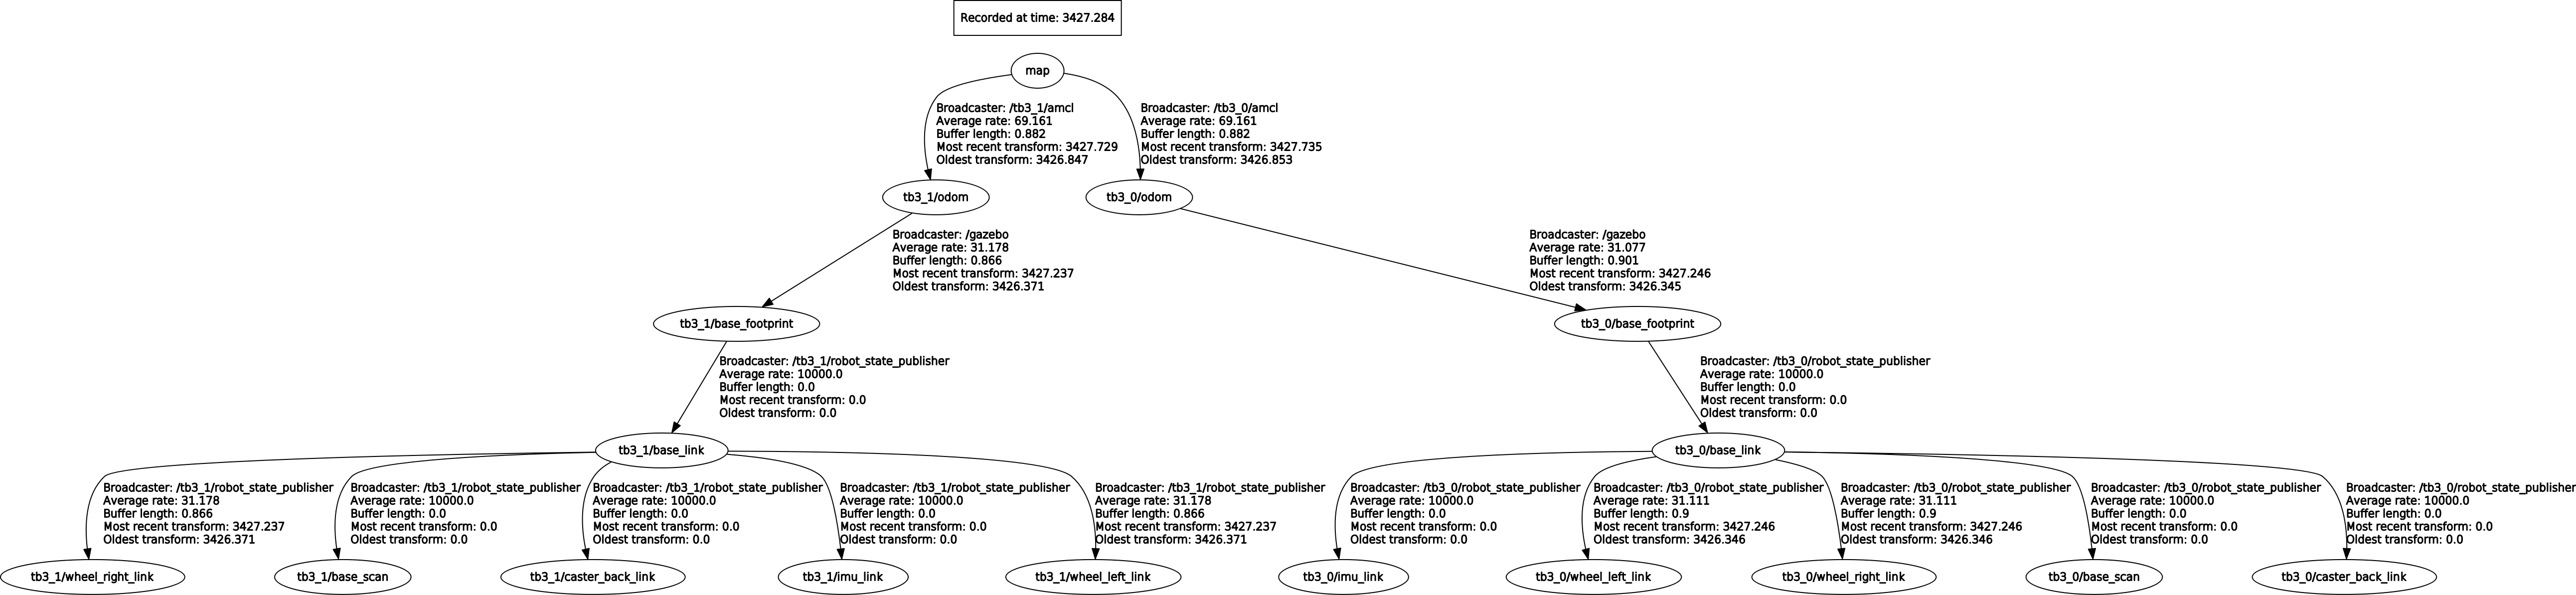 Recorded at time: 3427.284
map
Broadcaster: /tb3_1/amcl
Average rate: 69.161
Buffer length: 0.882
Most recent transform: 3427.729
Oldest transform: 3426.847
Broadcaster: /tb3_0/amcl
Average rate: 69.161
Buffer length: 0.882
Most recent transform: 3427.735
Oldest transform: 3426.853
tb3_1/odom
tb3_0/odom
Broadcaster: /gazebo
Average rate: 31.178
Buffer length: 0.866
Most recent transform: 3427.237
Oldest transform: 3426.371
Broadcaster: /gazebo
Average rate: 31.077
Buffer length: 0.901
Most recent transform: 3427.246
Oldest transform: 3426.345
tb3_1/base_footprint
tb3_0/base_footprint
Broadcaster: /tb3_1/robot_state_publisher
Average rate: 10000.0
Buffer length: 0.0
Most recent transform: 0.0
Oldest transform: 0.0
Broadcaster: /tb3_0/robot_state_publisher
Average rate: 10000.0
Buffer length: 0.0
Most recent transform: 0.0
Oldest transform: 0.0
tb3_1/base_link
tb3_0/base_link
Broadcaster: /tb3_1/robot_state_publisher
Average rate: 31.178
Buffer length: 0.866
Most recent transform: 3427.237
Oldest transform: 3426.371
Broadcaster: /tb3_1/robot_state_publisher
Average rate: 10000.0
Buffer length: 0.0
Most recent transform: 0.0
Oldest transform: 0.0
Broadcaster: /tb3_1/robot_state_publisher
Average rate: 10000.0
Buffer length: 0.0
Most recent transform: 0.0
Oldest transform: 0.0
Broadcaster: /tb3_1/robot_state_publisher
Average rate: 10000.0
Buffer length: 0.0
Most recent transform: 0.0
Oldest transform: 0.0
Broadcaster: /tb3_1/robot_state_publisher
Average rate: 31.178
Buffer length: 0.866
Most recent transform: 3427.237
Oldest transform: 3426.371
Broadcaster: /tb3_0/robot_state_publisher
Average rate: 10000.0
Buffer length: 0.0
Most recent transform: 0.0
Oldest transform: 0.0
Broadcaster: /tb3_0/robot_state_publisher
Average rate: 31.111
Buffer length: 0.9
Most recent transform: 3427.246
Oldest transform: 3426.346
Broadcaster: /tb3_0/robot_state_publisher
Average rate: 31.111
Buffer length: 0.9
Most recent transform: 3427.246
Oldest transform: 3426.346
Broadcaster: /tb3_0/robot_state_publisher
Average rate: 10000.0
Buffer length: 0.0
Most recent transform: 0.0
Oldest transform: 0.0
Broadcaster: /tb3_0/robot_state_publisher
Average rate: 10000.0
Buffer length: 0.0
Most recent transform: 0.0
Oldest transform: 0.0
tb3_1/wheel_right_link
tb3_1/base_scan
tb3_1/caster_back_link
tb3_1/imu_link
tb3_1/wheel_left_link
tb3_0/imu_link
tb3_0/wheel_left_link
tb3_0/wheel_right_link
tb3_0/base_scan
tb3_0/caster_back_link